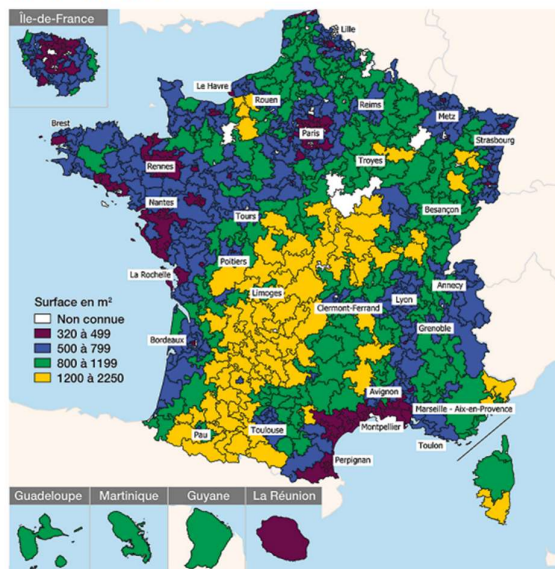 Île-de-France
Lille
Le Havre
Rouen
Reims
Metz
Brest
Paris
Strasbourg
Rennes
Troyes
Nantes
Tours
Besançon
Poitiers
La Rochelle
Limoges
Annecy
Lyon
Clermont-Ferrand
Surface en m²
Non connue
320 à 499
500 à 799
800 à 1199
1200 à 2250
Grenoble
Bordeaux
Avignon
Marseille - Aix-en-Provence
Toulouse
Montpellier
Pau
Toulon
Perpignan
Guadeloupe
Martinique
Guyane
La Réunion